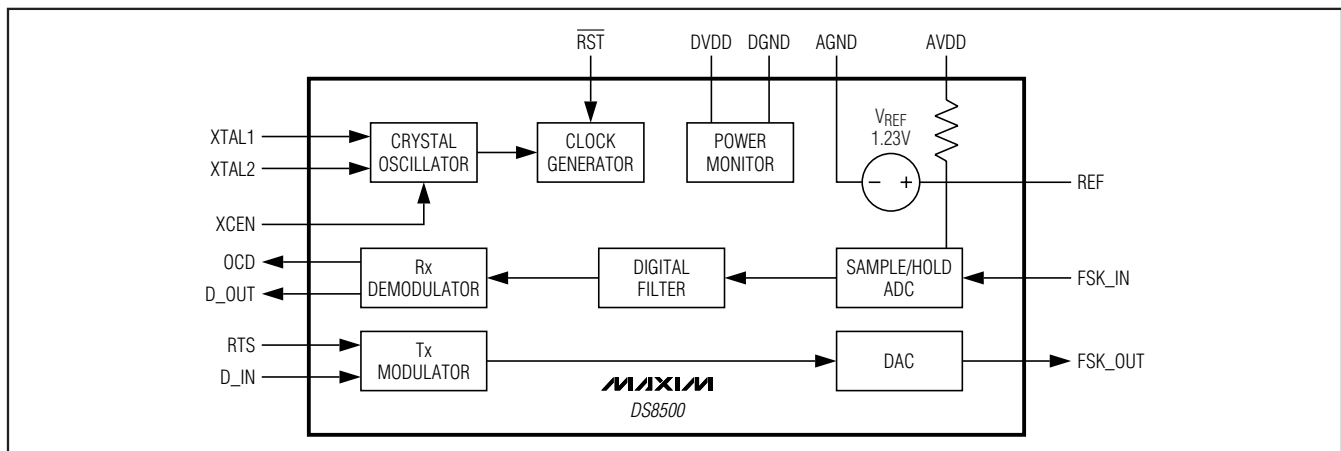 RST
DVDD
DGND
AGND
AVDD
XTAL1
XTAL2
XCEN
CRYSTAL
OSCILLATOR
CLOCK
GENERATOR
POWER
MONITOR
VREF
1.23V
− +
REF
OCD
D_OUT
Rx
DEMODULATOR
DIGITAL
FILTER
SAMPLE/HOLD
ADC
FSK_IN
RTS
D_IN
Tx
MODULATOR
DAC
FSK_OUT
MAXIM
DS8500